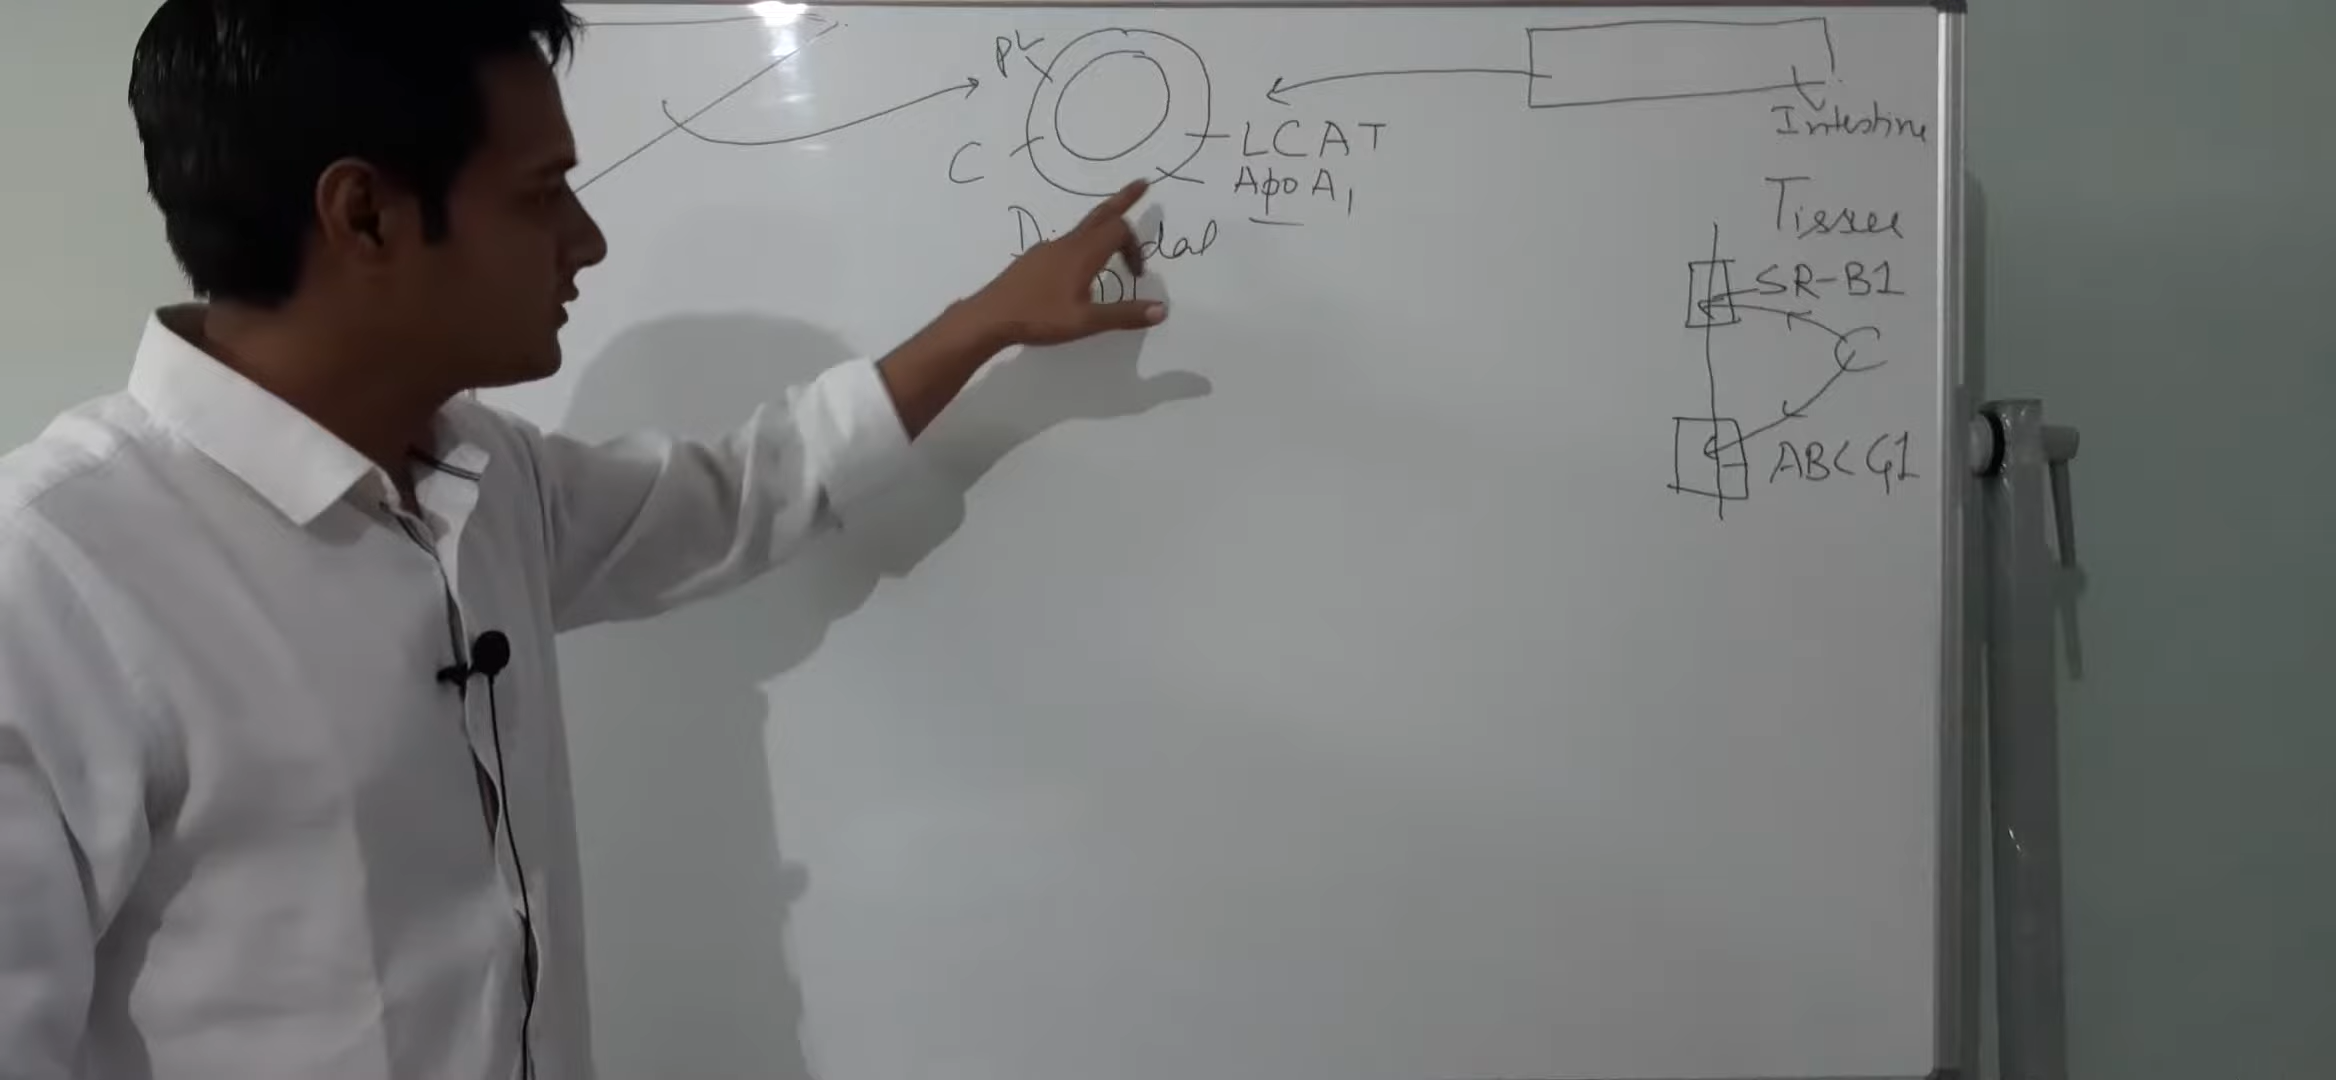 PL
C
LCAT
Apo A1
Intestine
Tissue
SR-B1
C
ABCG1